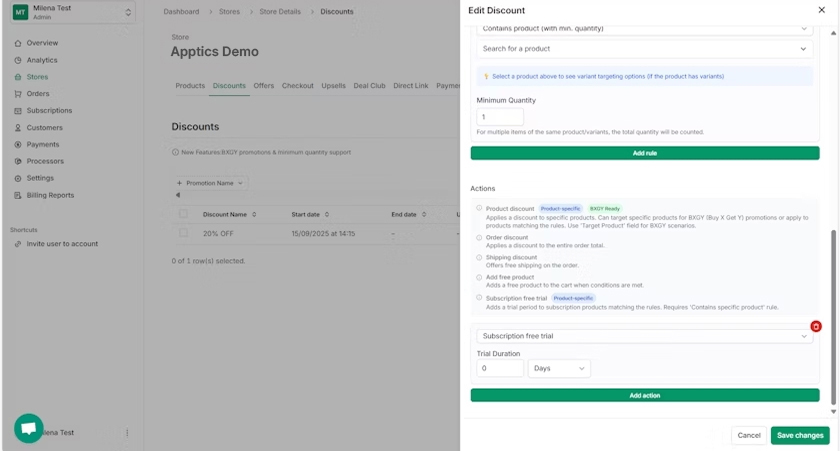 MT
Milena Test
Admin
Overview
Analytics
Stores
Orders
Subscriptions
Customers
Payments
Processors
Settings
Billing Reports
Shortcuts
Invite user to account
lena Test
Dashboard > Stores > Store Details > Discounts
Store
Apptics Demo
Products Discounts Offers Checkout Upsells Deal Club Direct Link Paymer
Discounts
New Features BXGY promotions & minimum quantity support
+ Promotion Name
Discount Name Start date End date U
20% OFF 15/09/2025 at 14:15 - -
0 of 1 row(s) selected.
Edit Discount
Contains product (with min. quantity)
Search for a product
Select a product above to see variant targeting options (if the product has variants)
Minimum Quantity
1
For multiple items of the same product/variants, the total quantity will be counted.
Add rule
Actions
Product discount Product-specific BXGY Ready
Applies a discount to specific products. Can target specific products for BXGY (Buy X Get Y) promotions or apply to
products matching the rules. Use 'Target Product' field for BXGY scenarios.
Order discount
Applies a discount to the entire order total.
Shipping discount
Offers free shipping on the order.
Add free product
Adds a free product to the cart when conditions are met.
Subscription free trial Product-specific
Adds a trial period to subscription products matching the rules. Requires 'Contains specific product' rule.
Subscription free trial
Trial Duration
0 Days
Add action
Cancel Save changes